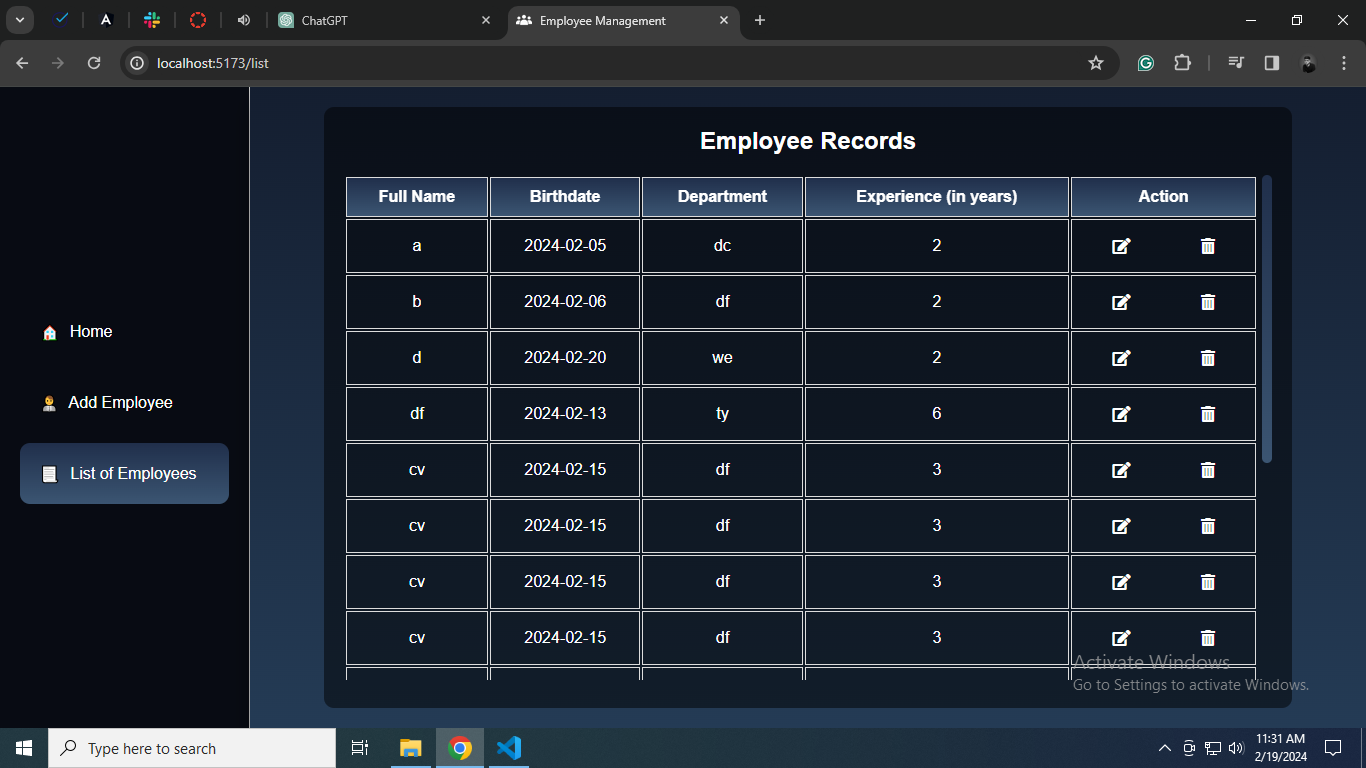 ChatGPT
Employee Management
localhost:5173/list
Employee Records
Full Name Birthdate Department Experience (in years) Action
a 2024-02-05 dc 2
b 2024-02-06 df 2
d 2024-02-20 we 2
df 2024-02-13 ty 6
cv 2024-02-15 df 3
cv 2024-02-15 df 3
cv 2024-02-15 df 3
cv 2024-02-15 df 3
Home
Add Employee
List of Employees
Activate Windows
Go to Settings to activate Windows.
Type here to search
11:31 AM
2/19/2024